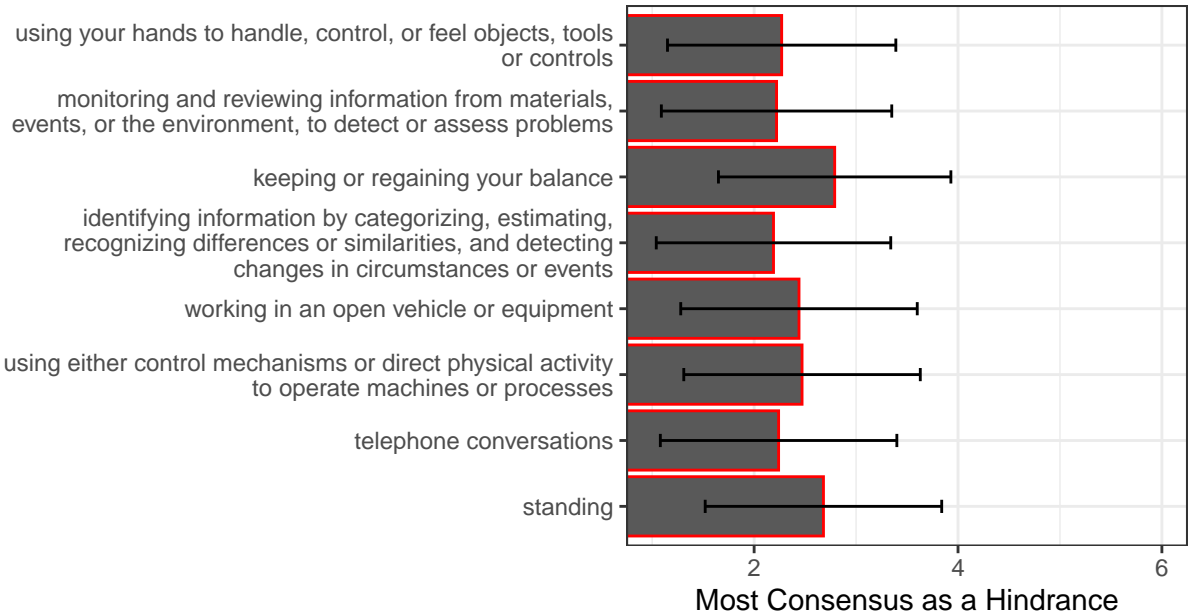 using your hands to handle, control, or feel objects, tools
or controls
monitoring and reviewing information from materials,
events, or the environment, to detect or assess problems
keeping or regaining your balance
identifying information by categorizing, estimating,
recognizing differences or similarities, and detecting
changes in circumstances or events
working in an open vehicle or equipment
using either control mechanisms or direct physical activity
to operate machines or processes
telephone conversations
standing
2 4 6
Most Consensus as a Hindrance